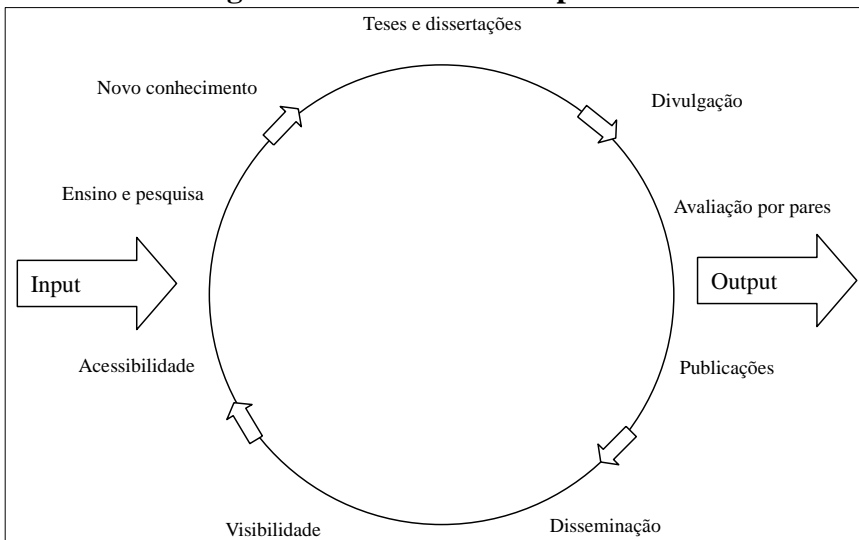 Teses e dissertações
Novo conhecimento
Divulgação
Ensino e pesquisa
Avaliação por pares
Input
Output
Acessibilidade
Publicações
Visibilidade
Disseminação